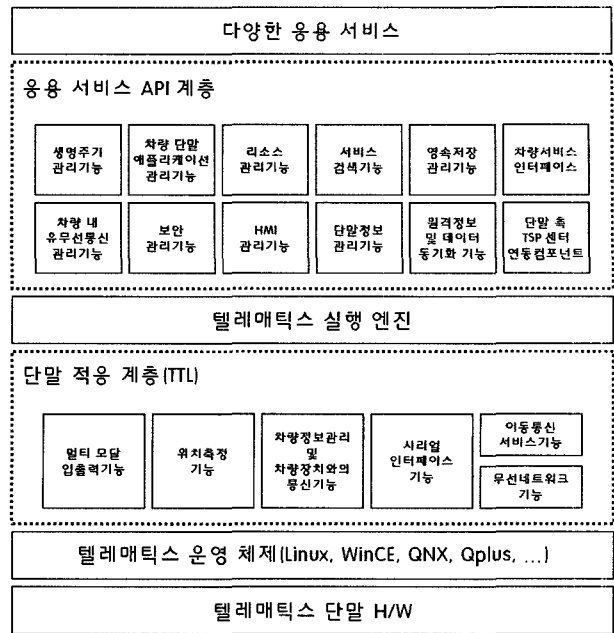 다양한 응용 서비스
응용 서비스 API 계층
생명주기
관리기능
차량 단말
애플리케이션
관리기능
리소스
관리기능
서비스
검색기능
영속저장
관리기능
차량서비스
인터페이스
차량 내
유무선통신
관리기능
보안
관리기능
HMI
관리기능
단말정보
관리기능
원격정보
및 데이터
동기화 기능
단말 측
TSP 센터
연동컴포넌트
텔레매틱스 실행 엔진
단말 적응 계층(TTL)
멀티 모달
입출력기능
위치측정
기능
차량정보관리
및
차량장치와의
통신기능
시리얼
인터페이스
기능
이동통신
서비스기능
무선네트워크
기능
텔레매틱스 운영 체제(Linux, WinCE, QNX, Qplus, ...)
텔레매틱스 단말 H/W